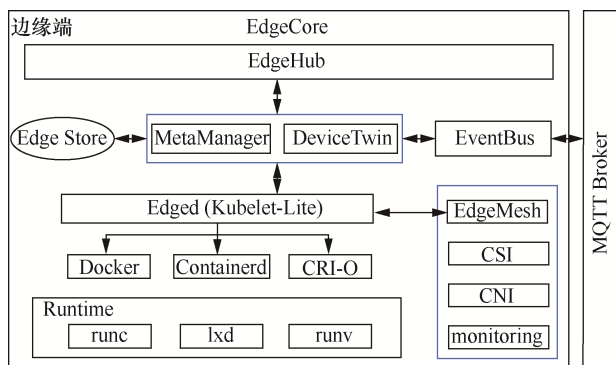 边缘端
EdgeCore
EdgeHub
Edge Store
MetaManager
DeviceTwin
EventBus
MQTT Broker
Edged (Kubelet-Lite)
EdgeMesh
Docker
Containerd
CRI-O
CSI
CNI
monitoring
Runtime
runc
lxd
runv